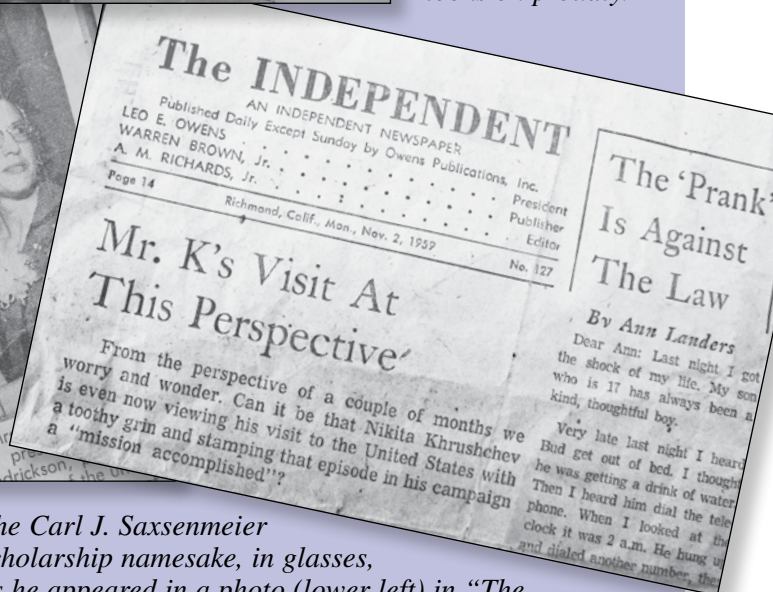 The INDEPENDENT
AN INDEPENDENT NEWSPAPER
Published Daily Except Sunday by Owens Publications, Inc.
LEO E. OWENS . . . . . . . . . . President
WARREN BROWN, Jr. . . . . . . . . . . Publisher
A. M. RICHARDS, Jr. . . . . . . . . . . Editor
Page 14 Richmond, Calif., Mon., Nov. 2, 1959 No. 127
Mr. K's Visit At
This Perspective
From the perspective of a couple of months we
worry and wonder. Can it be that Nikita Khrushchev
is even now viewing his visit to the United States with
a toothy grin and stamping that episode in his campaign
a "mission accomplished"?
The 'Prank'
Is Against
The Law
By Ann Landers
Dear Ann: Last night I got
the shock of my life. My son
who is 17 has always been a
kind, thoughtful boy.
Very late last night I heard
Bud get out of bed. I thought
he was getting a drink of water.
Then I heard him dial the tele
phone. When I looked at the
clock it was 2 a.m. He hung up
and dialed another number, then
drickson,
he Carl J. Saxsenmeier
cholarship namesake, in glasses,
s he appeared in a photo (lower left) in "The